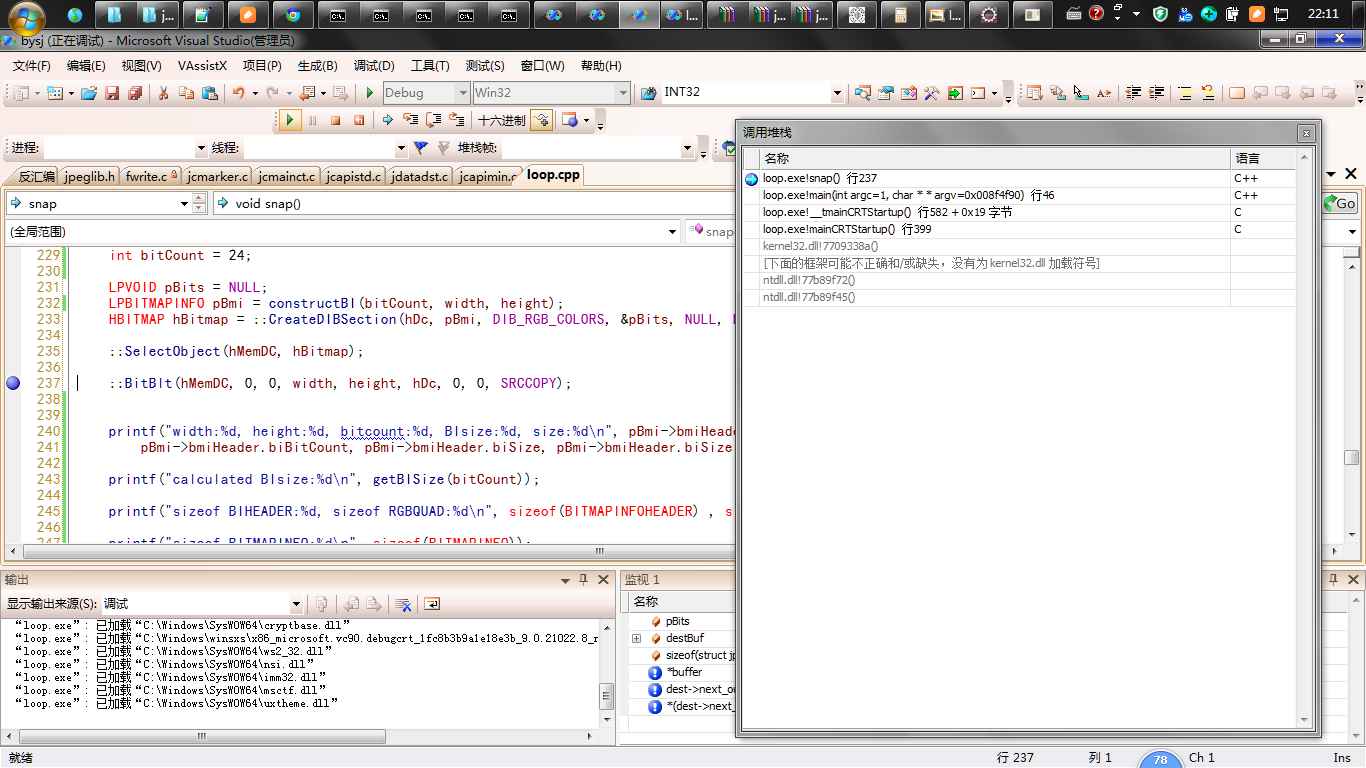 22:11
bysj (正在调试) - Microsoft Visual Studio(管理员)
文件(F) 编辑(E) 视图(V) VAssistX 项目(P) 生成(B) 调试(D) 工具(T) 测试(S) 窗口(W) 帮助(H)
Debug Win32 INT32
十六进制
进程: 线程: 堆栈帧:
反汇编 jpeglib.h fwrite.c jcmarker.c jcmainct.c jcapistd.c jdatadst.c jcapimin.c loop.cpp
snap void snap() Go
(全局范围) snap
229 int bitCount = 24;
230
231 LPVOID pBits = NULL;
232 LPBITMAPINFO pBmi = constructBI(bitCount, width, height);
233 HBITMAP hBitmap = ::CreateDIBSection(hDc, pBmi, DIB_RGB_COLORS, &pBits, NULL,
234
235 ::SelectObject(hMemDC, hBitmap);
236
237 ::BitBlt(hMemDC, 0, 0, width, height, hDc, 0, 0, SRCCOPY);
238
239
240 printf("width:%d, height:%d, bitcount:%d, BIsize:%d, size:%d\n", pBmi->bmiHeade
241 pBmi->bmiHeader.biBitCount, pBmi->bmiHeader.biSize, pBmi->bmiHeader.biSize
242
243 printf("calculated BIsize:%d\n", getBISize(bitCount));
244
245 printf("sizeof BIHEADER:%d, sizeof RGBQUAD:%d\n", sizeof(BITMAPINFOHEADER) , s
246
247 printf("sizeof BITMAPINFO:%d\n", sizeof(BITMAPINFO));
调用堆栈
名称 语言
loop.exe!snap() 行237 C++
loop.exe!main(int argc=1, char * * argv=0x008f4f90) 行46 C++
loop.exe!__tmainCRTStartup() 行582 + 0x19 字节 C
loop.exe!mainCRTStartup() 行399 C
kernel32.dll!7709338a()
[下面的框架可能不正确和/或缺失，没有为 kernel32.dll 加载符号]
ntdll.dll!77b89f72()
ntdll.dll!77b89f45()
输出
显示输出来源(S): 调试
“loop.exe”: 已加载“C:\Windows\SysWOW64\cryptbase.dll”
“loop.exe”: 已加载“C:\Windows\winsxs\x86_microsoft.vc90.debugcrt_1fc8b3b9a1e18e3b_9.0.21022.8_n
“loop.exe”: 已加载“C:\Windows\SysWOW64\ws2_32.dll”
“loop.exe”: 已加载“C:\Windows\SysWOW64\nsi.dll”
“loop.exe”: 已加载“C:\Windows\SysWOW64\imm32.dll”
“loop.exe”: 已加载“C:\Windows\SysWOW64\msctf.dll”
“loop.exe”: 已加载“C:\Windows\SysWOW64\uxtheme.dll”
监视 1
名称
pBits
destBuf
sizeof(struct jp
*buffer
dest->next_ou
*(dest->next_
就绪 行 237 列 1 78 Ch 1 Ins